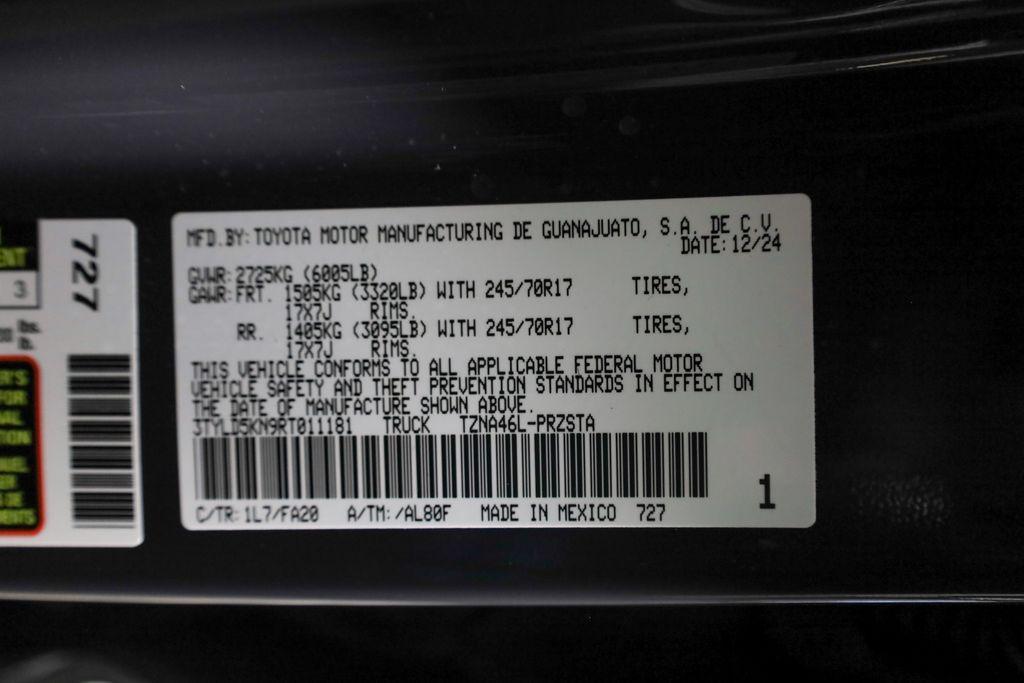 MFD.BY: TOYOTA MOTOR MANUFACTURING DE GUANAJUATO, S.A. DE C.V.
DATE: 12/24
GVWR: 2725KG (6005LB)
GAWR: FRT. 1505KG (3320LB) WITH 245/70R17 TIRES,
17X7J RIMS.
RR. 1405KG (3095LB) WITH 245/70R17 TIRES,
17X7J RIMS.
THIS VEHICLE CONFORMS TO ALL APPLICABLE FEDERAL MOTOR
VEHICLE SAFETY AND THEFT PREVENTION STANDARDS IN EFFECT ON
THE DATE OF MANUFACTURE SHOWN ABOVE.
3TYLD5KN9RT011181 TRUCK TZNA46L-PRZSTA
1
C/TR: 1L7/FA20 A/TM: /AL80F MADE IN MEXICO 727
727
3
lbs.
lb.
FOR